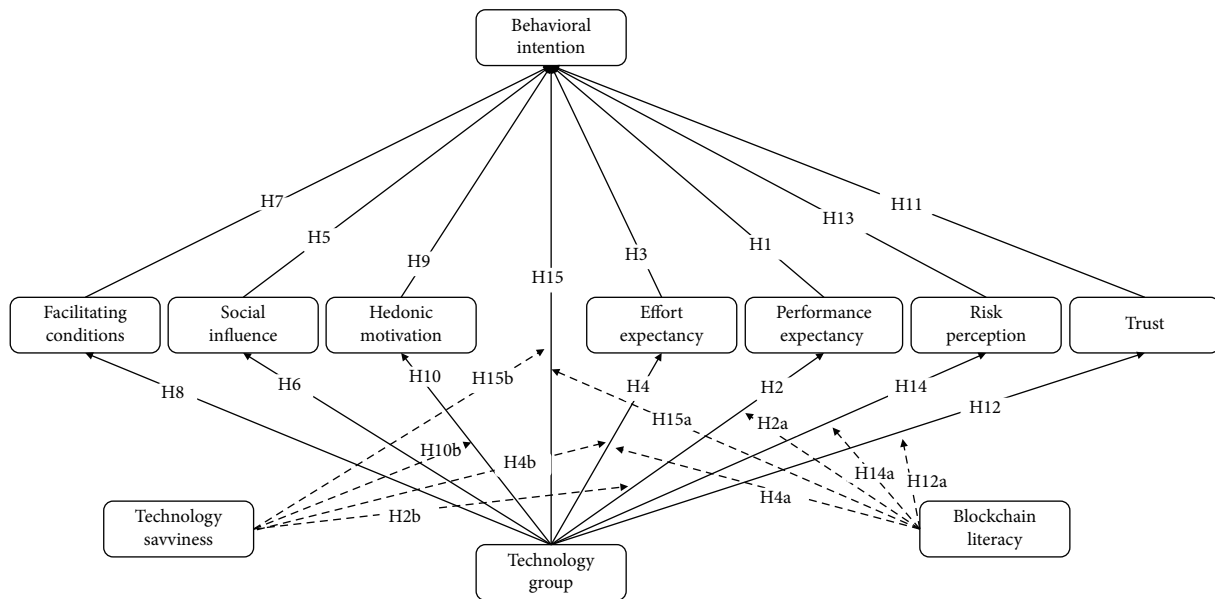 Behavioral
intention
H7
H5
H9
H15
H3
H1
H13
H11
Facilitating
conditions
Social
influence
Hedonic
motivation
Effort
expectancy
Performance
expectancy
Risk
perception
Trust
H8
H6
H10
H15b
H4
H2
H14
H12
H15a
H2a
H10b
H4b
H14a
H12a
H4a
H2b
Technology
savviness
Technology
group
Blockchain
literacy